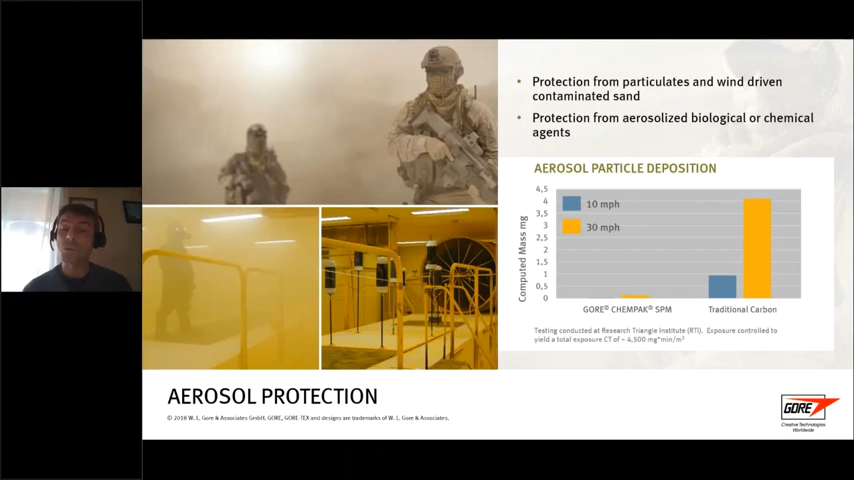 • Protection from particulates and wind driven
contaminated sand
• Protection from aerosolized biological or chemical
agents
AEROSOL PARTICLE DEPOSITION
Computed Mass mg
4,5
4
3,5
3
2,5
2
1,5
1
0,5
0
10 mph
30 mph
GORE® CHEMPAK® SPM
Traditional Carbon
Testing conducted at Research Triangle Institute (RTI). Exposure controlled to
yield a total exposure CT of ~ 4,500 mg*min/m³
AEROSOL PROTECTION
© 2018 W. L. Gore & Associates GmbH. GORE, GORE-TEX and designs are trademarks of W. L. Gore & Associates.
GORE
Creative Technologies
Worldwide